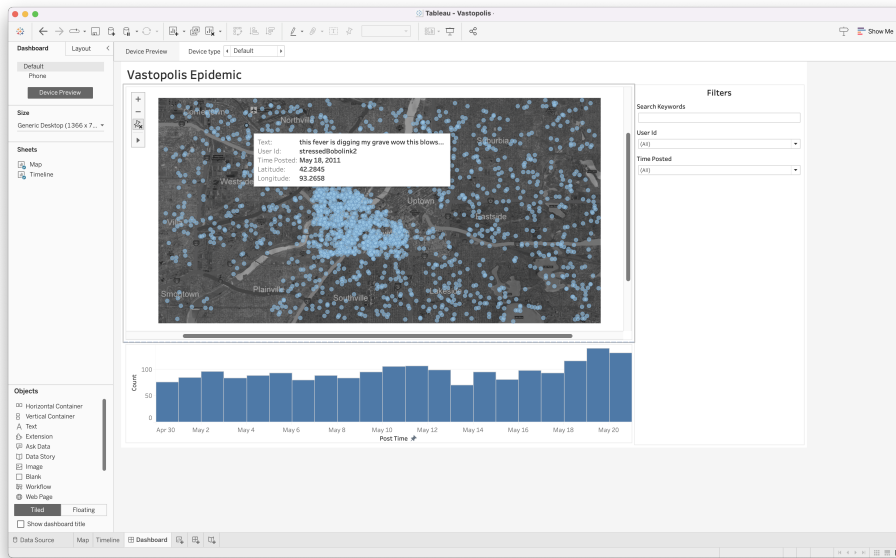 Tableau - Vastopolis
Show Me
Dashboard
Layout
Device Preview
Device type
Default
Default
Phone
Device Preview
Size
Generic Desktop (1366 x 7...
Sheets
Map
Timeline
Vastopolis Epidemic
Northville
Suburbia
Text: this fever is digging my grave wow this blows...
User Id: stressedBobolink2
Time Posted: May 18, 2011
Latitude: 42.2845
Longitude: 93.2658
Westside
Uptown
Eastside
Plainville
Smogtown
Southville
Lakeside
Filters
Search Keywords
User Id
(All)
Time Posted
(All)
Count
100
50
0
Apr 30
May 2
May 4
May 6
May 8
May 10
May 12
May 14
May 16
May 18
May 20
Post Time
Objects
Horizontal Container
Vertical Container
A Text
Extension
Ask Data
Data Story
Image
Blank
Workflow
Web Page
Tiled
Floating
Show dashboard title
Data Source
Map
Timeline
Dashboard